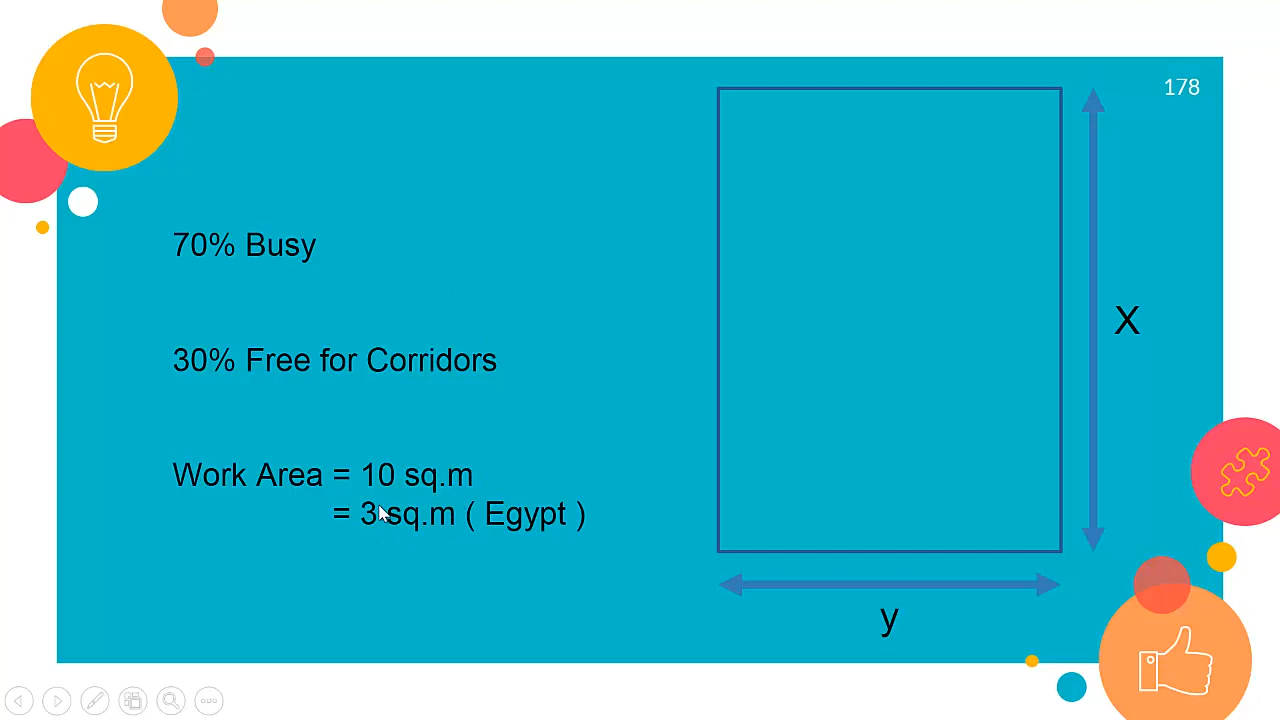 178
70% Busy
30% Free for Corridors
Work Area = 10 sq.m
= 3 sq.m ( Egypt )
X
y